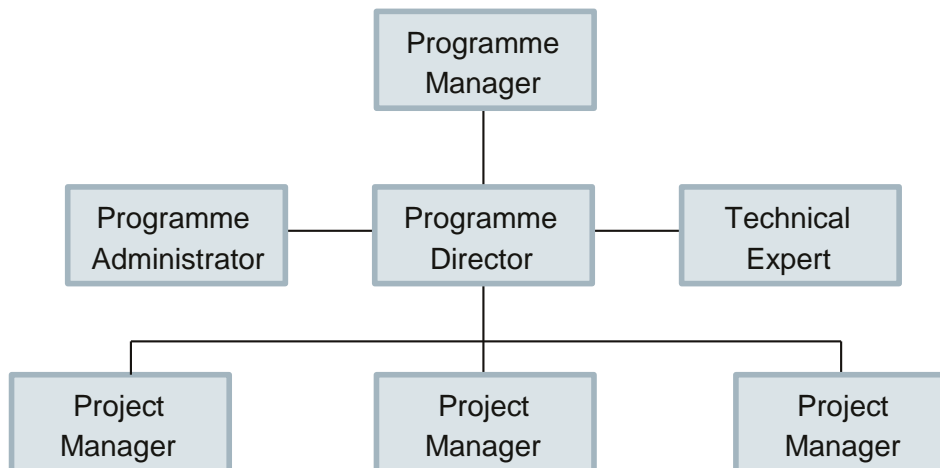 Programme
Manager
Programme
Administrator
Programme
Director
Technical
Expert
Project
Manager
Project
Manager
Project
Manager